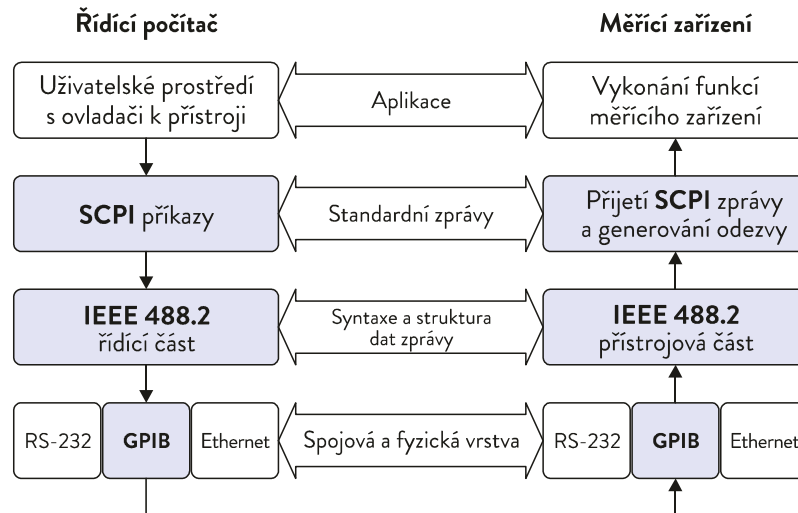 Řídící počítač
Měřící zařízení
Uživatelské prostředí
s ovladači k přístroji
Aplikace
Vykonání funkcí
měřícího zařízení
SCPI příkazy
Standardní zprávy
Přijetí SCPI zprávy
a generování odezvy
IEEE 488.2
řídící část
Syntaxe a struktura
dat zprávy
IEEE 488.2
přístrojová část
RS-232
GPIB
Ethernet
Spojová a fyzická vrstva
RS-232
GPIB
Ethernet